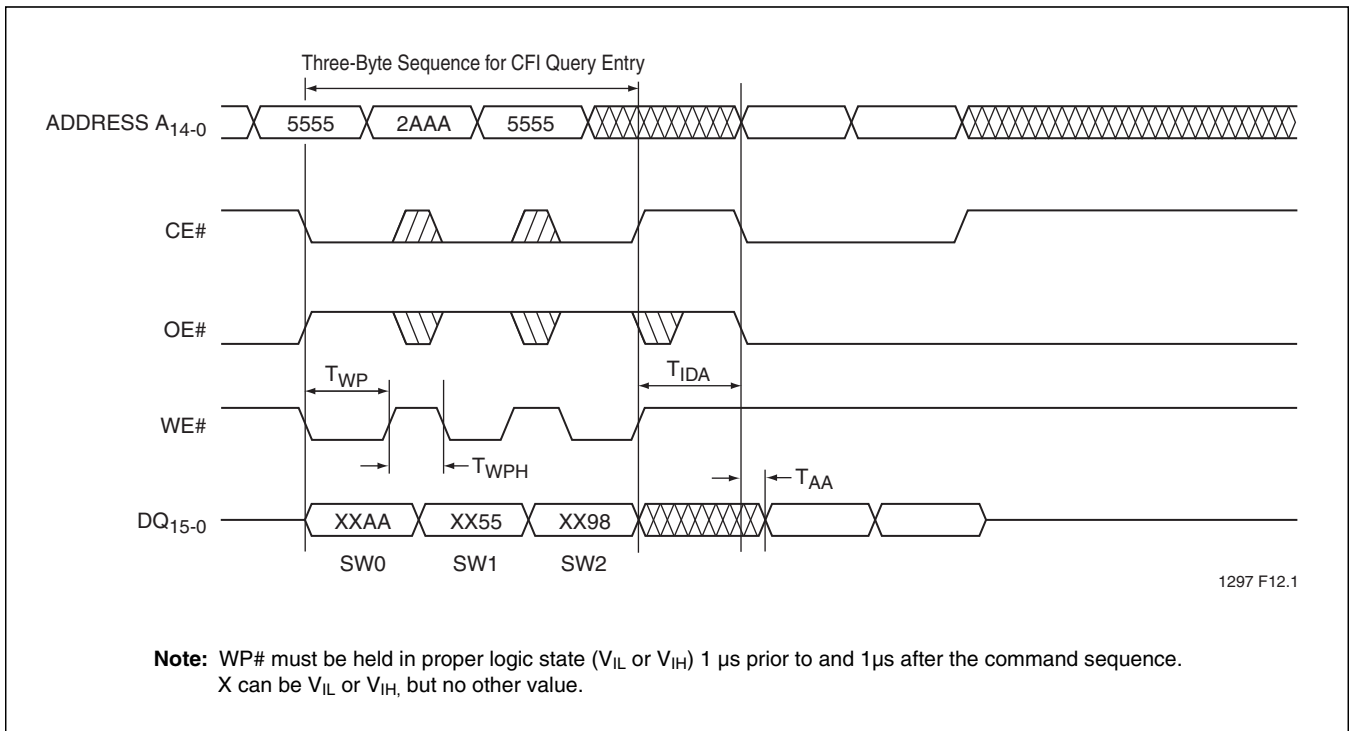 Three-Byte Sequence for CFI Query Entry
ADDRESS A14-0
5555 2AAA 5555
CE#
OE#
TWP
TIDA
WE#
TWPH
TAA
DQ15-0
XXAA XX55 XX98
SW0 SW1 SW2
1297 F12.1
Note: WP# must be held in proper logic state (VIL or VIH) 1 µs prior to and 1µs after the command sequence.
X can be VIL or VIH, but no other value.